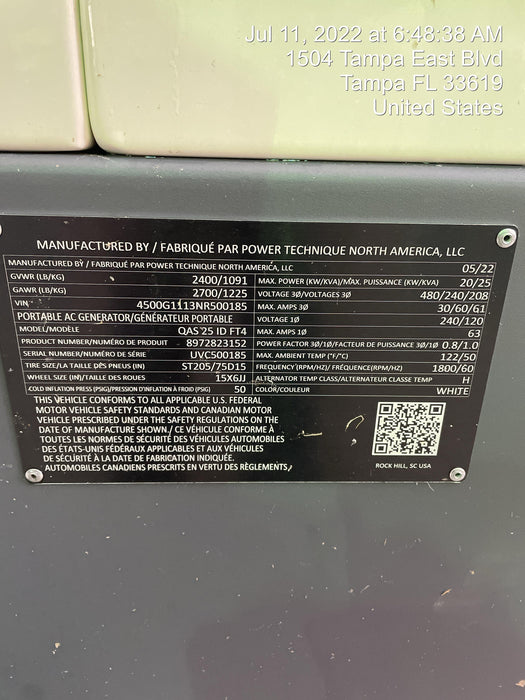 Jul 11, 2022 at 6:48:38 AM
1504 Tampa East Blvd
Tampa FL 33619
United States
MANUFACTURED BY / FABRIQUÉ PAR POWER TECHNIQUE NORTH AMERICA, LLC
MANUFACTURED BY / FABRIQUÉ PAR POWER TECHNIQUE NORTH AMERICA, LLC 05/22
GVWR (LB/KG) 2400/1091 MAX. POWER (KW/KVA)/MAX. PUISSANCE (KW/KVA) 20/25
GAWR (LB/KG) 2700/1225 VOLTAGE 3Ø/VOLTAGES 3Ø 480/240/208
VIN 4500G1113NR500185 MAX. AMPS 3Ø 30/60/61
PORTABLE AC GENERATOR/GÉNÉRATEUR PORTABLE VOLTAGE 1Ø 240/120
MODEL/MODÈLE QAS 25 ID FT4 MAX. AMPS 1Ø 63
PRODUCT NUMBER/NUMÉRO DE PRODUIT 8972823152 POWER FACTOR 3Ø/1Ø/FACTEUR DE PUISSANCE 3Ø/1Ø 0.8/1.0
SERIAL NUMBER/NUMÉRO DE SÉRIE UVC500185 MAX. AMBIENT TEMP (°F/°C) 122/50
TIRE SIZE/LA TAILLE DES PNEUS (IN) ST205/75D15 FREQUENCY(RPM/HZ)/ FRÉQUENCE(RPM/HZ) 1800/60
WHEEL SIZE (IN)/TAILLE DES ROUES 15X6JJ ALTERNATOR TEMP CLASS/ALTERNATEUR CLASSE TEMP H
COLD INFLATION PRESS (PSIG)/PRESSION D'INFLATION À FROID (PSIG) 50 COLOR/COULEUR WHITE
THIS VEHICLE CONFORMS TO ALL APPLICABLE U.S. FEDERAL
MOTOR VEHICLE SAFETY STANDARDS AND CANADIAN MOTOR
VEHICLE PRESCRIBED UNDER THE SAFETY REGULATIONS ON THE
DATE OF MANUFACTURE SHOWN ABOVE. / CE VÉHICULE CONFORME À
TOUTES LES NORMES DE SÉCURITÉ DES VÉHICULES AUTOMOBILES
DES ÉTATS-UNIS FÉDÉRAUX APPLICABLES ET AUX VÉHICULES
DE SÉCURITÉ À LA DATE DE FABRICATION INDIQUÉE.
AUTOMOBILES CANADIENS PRESCRITS EN VERTU DES RÈGLEMENTS,
ROCK HILL, SC USA